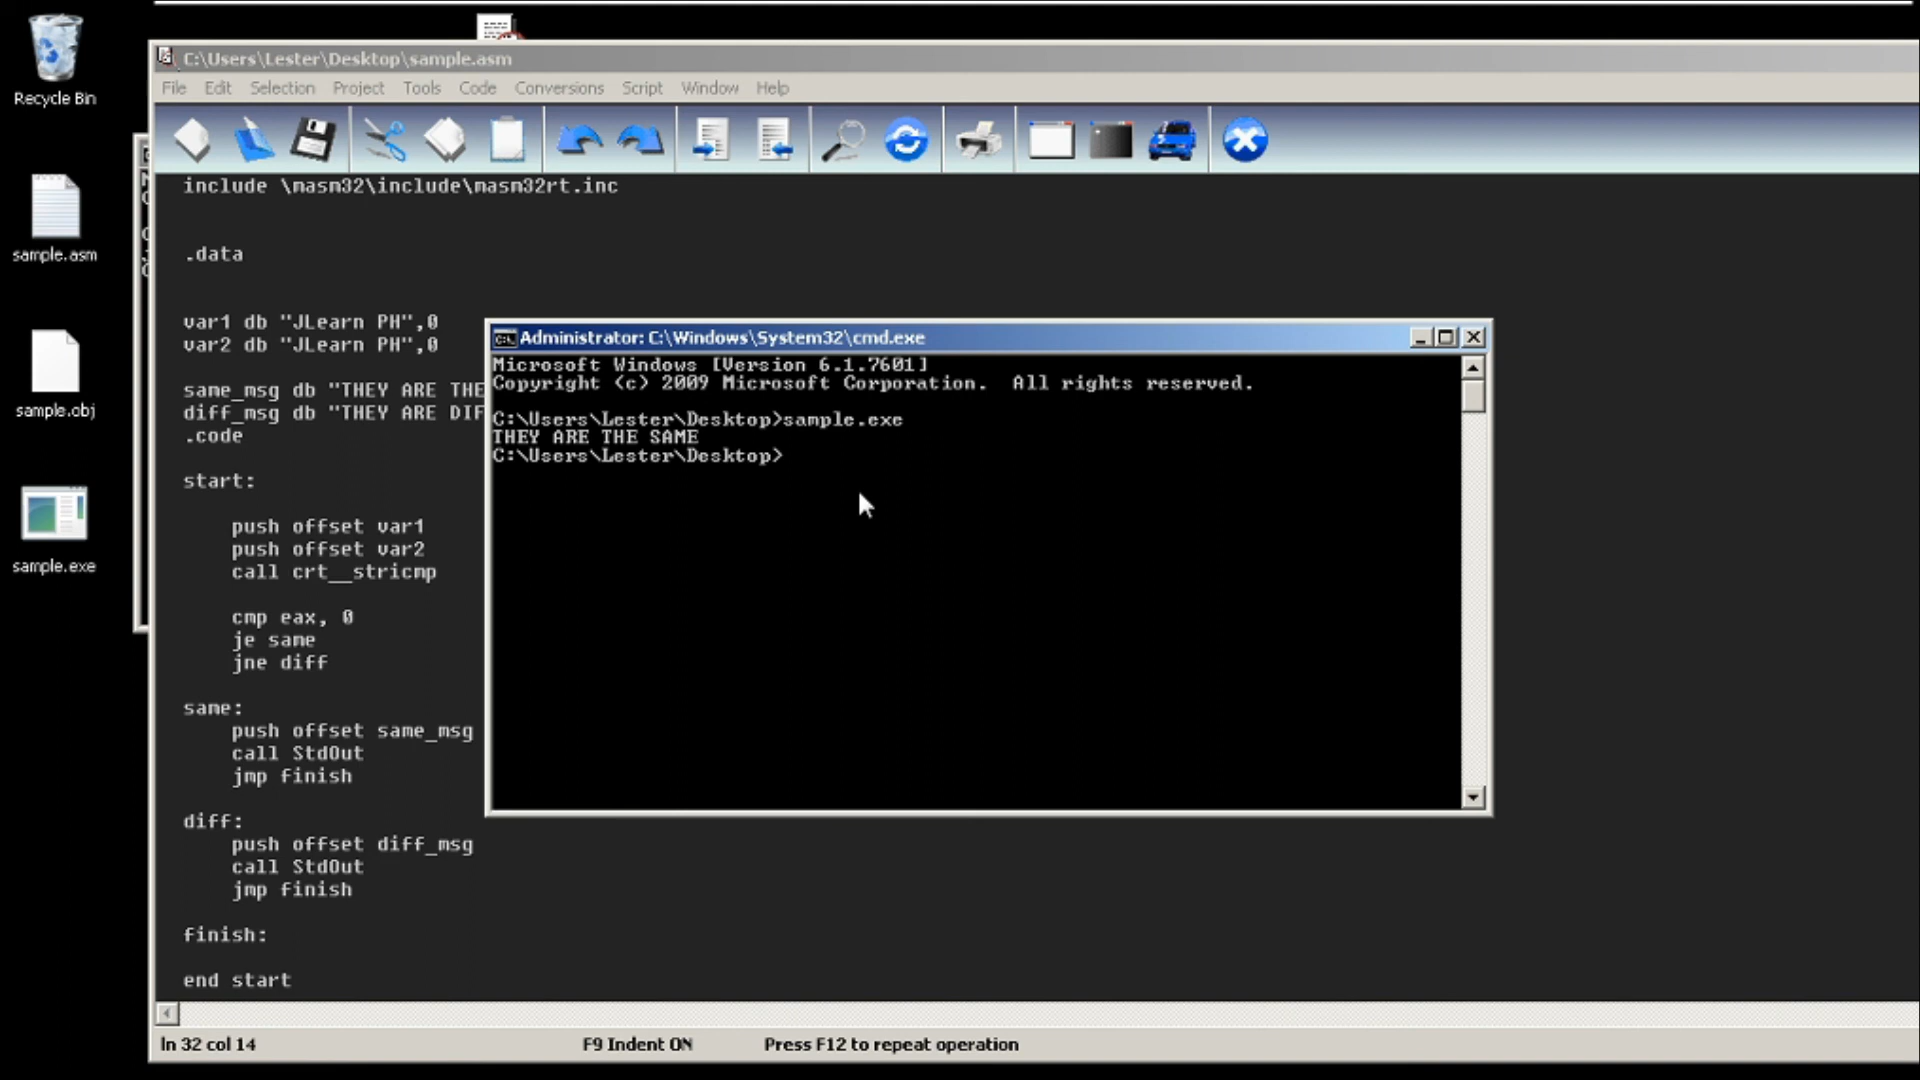 Recycle Bin
sample.asm
sample.obj
sample.exe
C:\Users\Lester\Desktop\sample.asm
File Edit Selection Project Tools Code Conversions Script Window Help
include \masm32\include\masm32rt.inc
.data
var1 db "JLearn PH",0
var2 db "JLearn PH",0
same_msg db "THEY ARE THE
diff_msg db "THEY ARE DIF
.code
start:
push offset var1
push offset var2
call crt__stricmp
cmp eax, 0
je same
jne diff
same:
push offset same_msg
call StdOut
jmp finish
diff:
push offset diff_msg
call StdOut
jmp finish
finish:
end start
Administrator: C:\Windows\System32\cmd.exe
Microsoft Windows [Version 6.1.7601]
Copyright (c) 2009 Microsoft Corporation. All rights reserved.
C:\Users\Lester\Desktop>sample.exe
THEY ARE THE SAME
C:\Users\Lester\Desktop>
ln 32 col 14 F9 Indent ON Press F12 to repeat operation